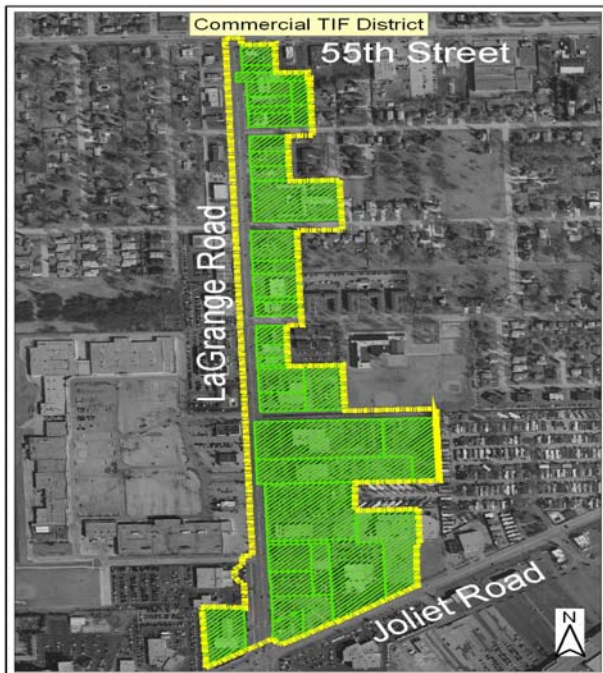 Commercial TIF District
55th Street
LaGrange Road
Joliet Road
N